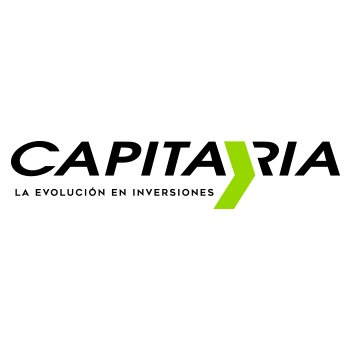 CAPITARIA
LA EVOLUCIÓN EN INVERSIONES